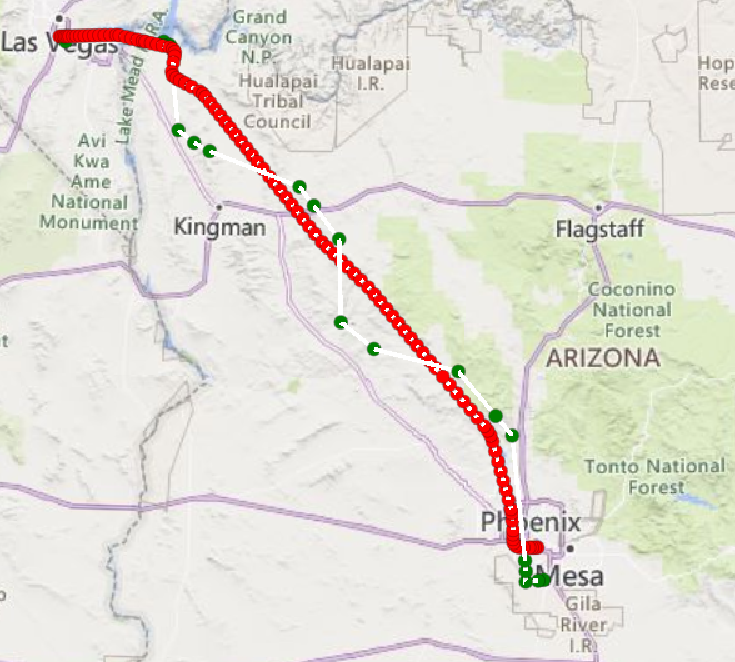 Grand
Canyon
N.P.
Las Vegas
Lake Mead N.R.A.
Hualapai
I.R.
Hualapai
Tribal
Council
Hop
Rese
Avi
Kwa
Ame
National
Monument
Kingman
Flagstaff
Coconino
National
Forest
t
ARIZONA
Tonto National
Forest
Phoenix
Mesa
Gila
River
I.R.